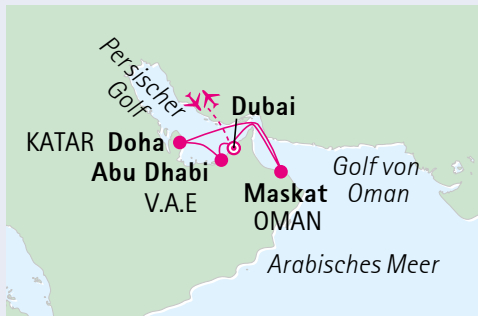 Persischer
Golf
Dubai
KATAR Doha
Abu Dhabi
V.A.E
Maskat
OMAN
Golf von
Oman
Arabisches Meer